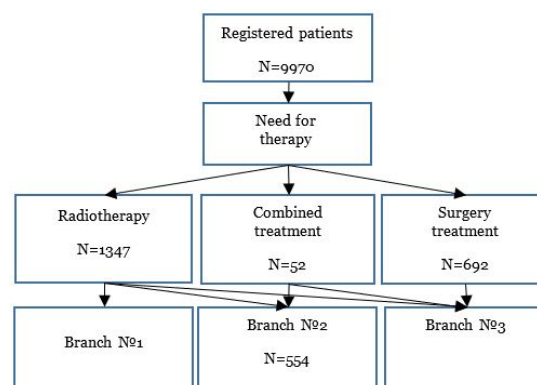 Registered patients
N=9970
Need for
therapy
Radiotherapy
N=1347
Combined
treatment
N=52
Surgery
treatment
N=692
Branch №1
Branch №2
N=554
Branch №3